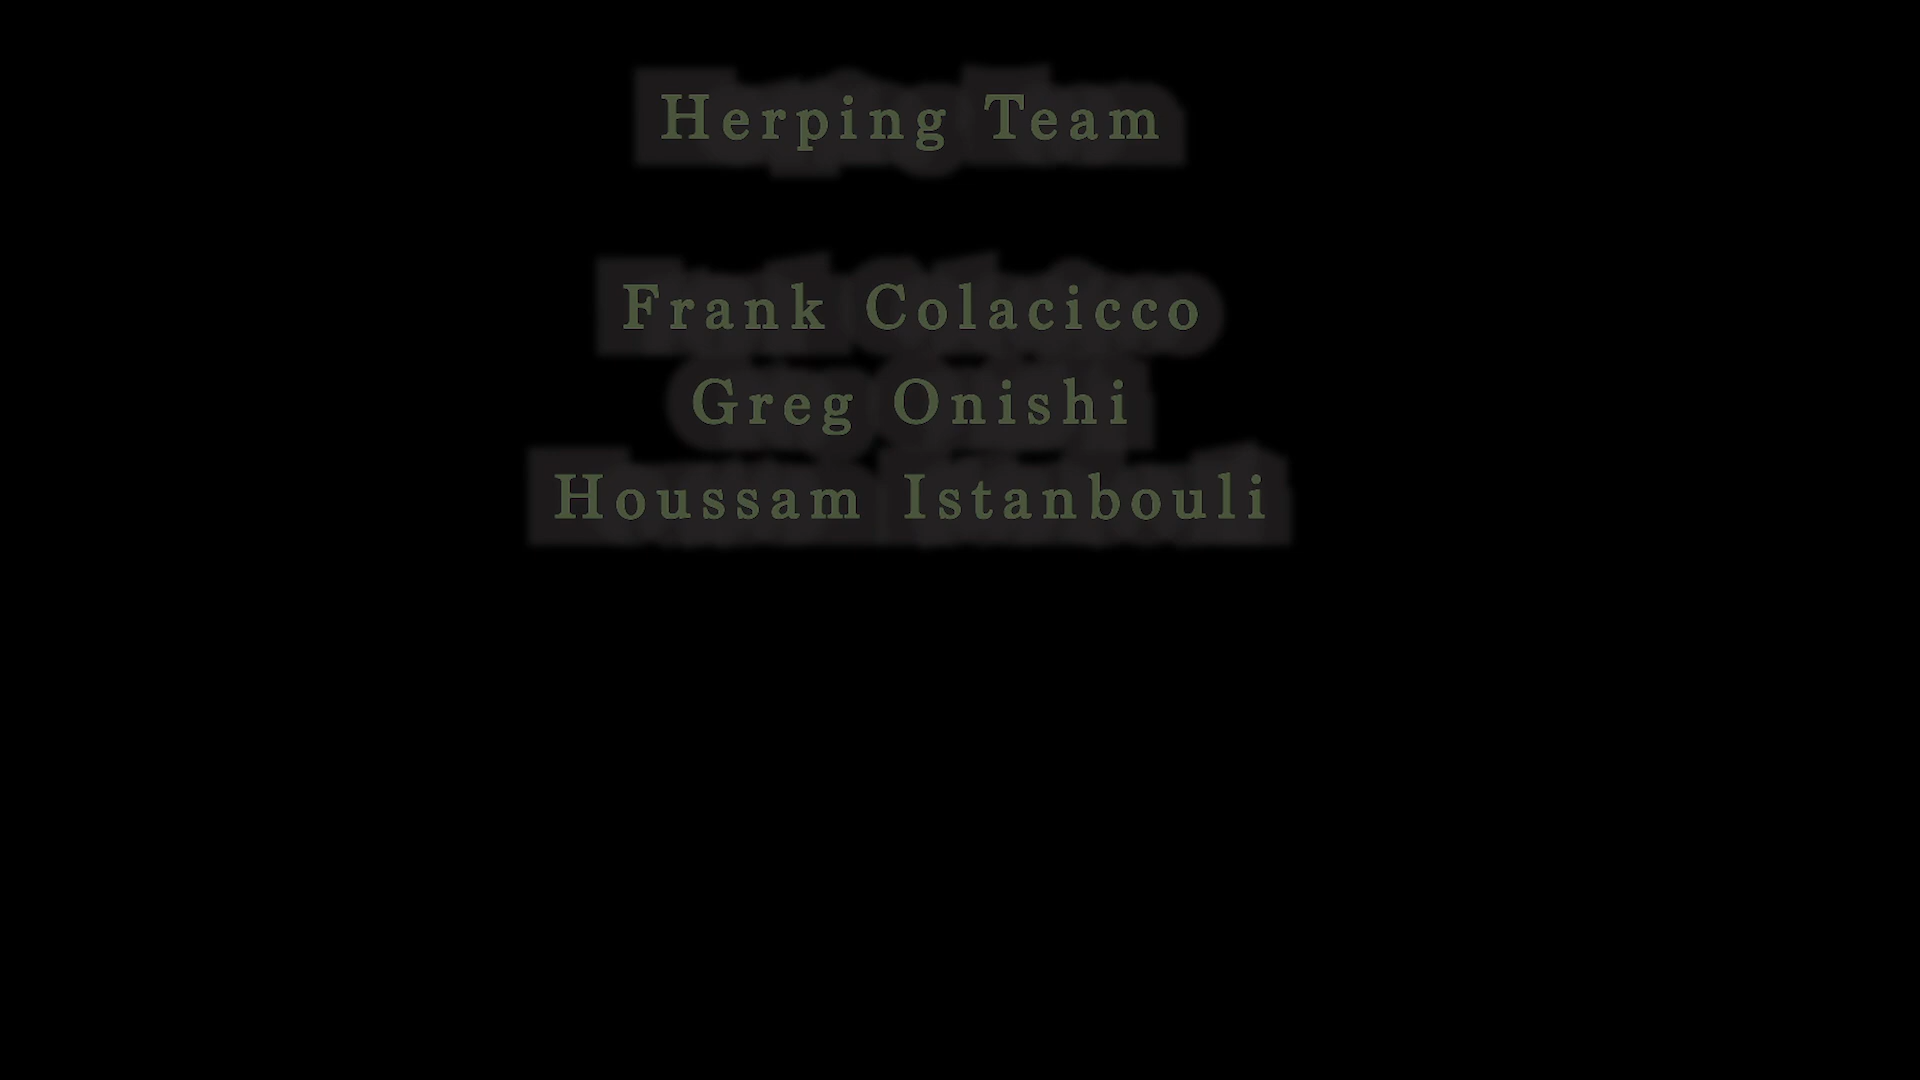 Herping Team
Frank Colacicco
Greg Onishi
Houssam Istanbouli